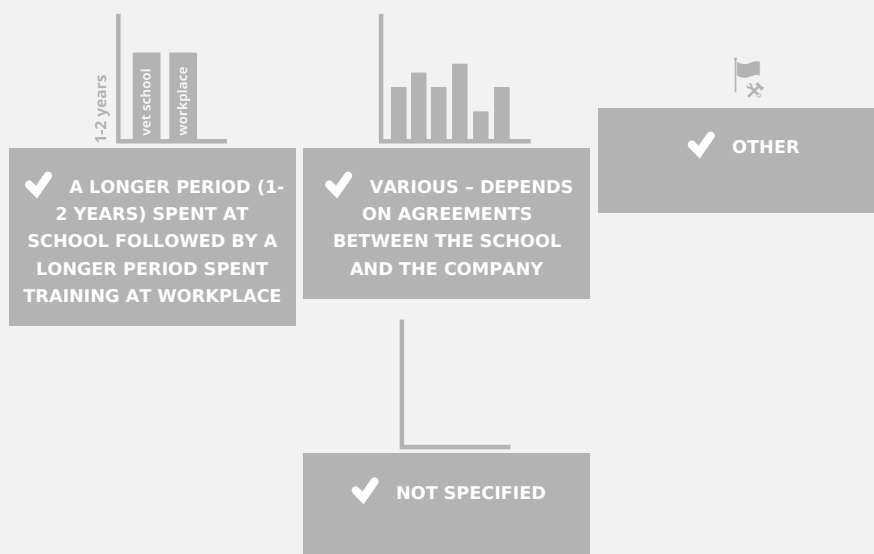 1-2 years
vet school
workplace
A LONGER PERIOD (1-
2 YEARS) SPENT AT
SCHOOL FOLLOWED BY A
LONGER PERIOD SPENT
TRAINING AT WORKPLACE
VARIOUS – DEPENDS
ON AGREEMENTS
BETWEEN THE SCHOOL
AND THE COMPANY
OTHER
NOT SPECIFIED